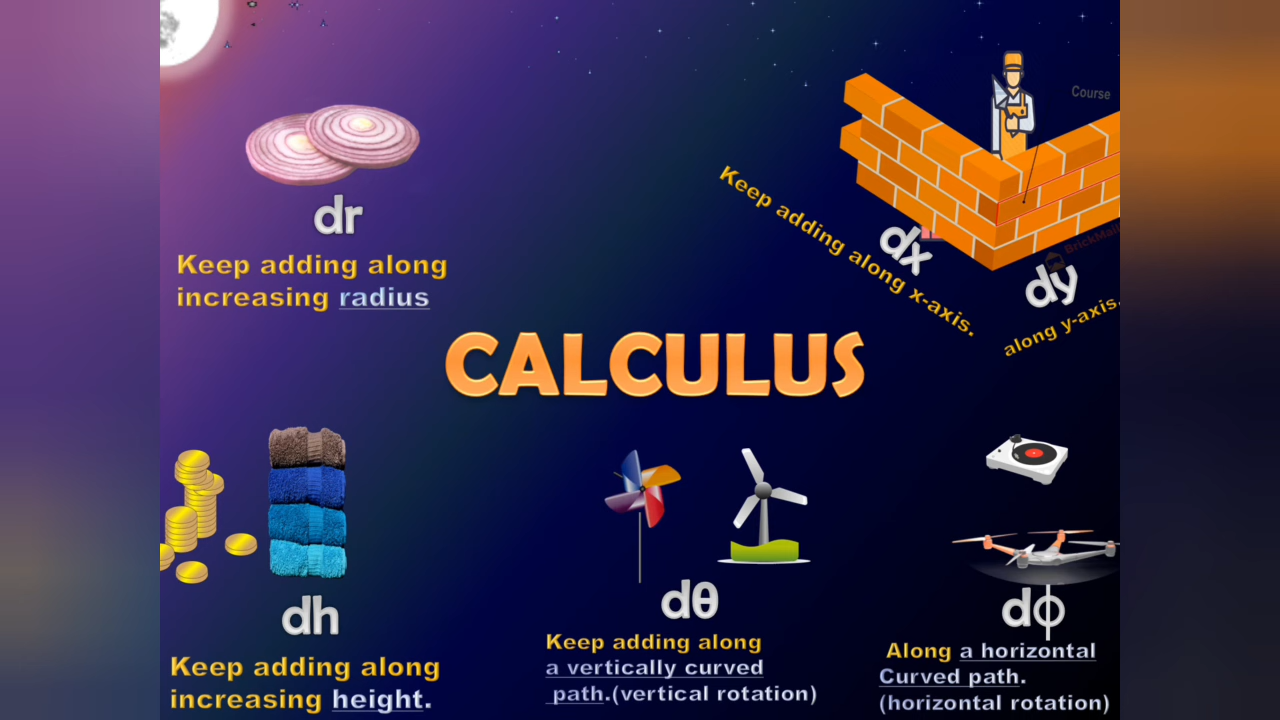 Course
dr
Keep adding along
increasing radius
Keep adding along x-axis.
dx
dy
along y-axis.
CALCULUS
dh
Keep adding along
increasing height.
dθ
Keep adding along
a vertically curved
path.(vertical rotation)
dϕ
Along a horizontal
Curved path.
(horizontal rotation)